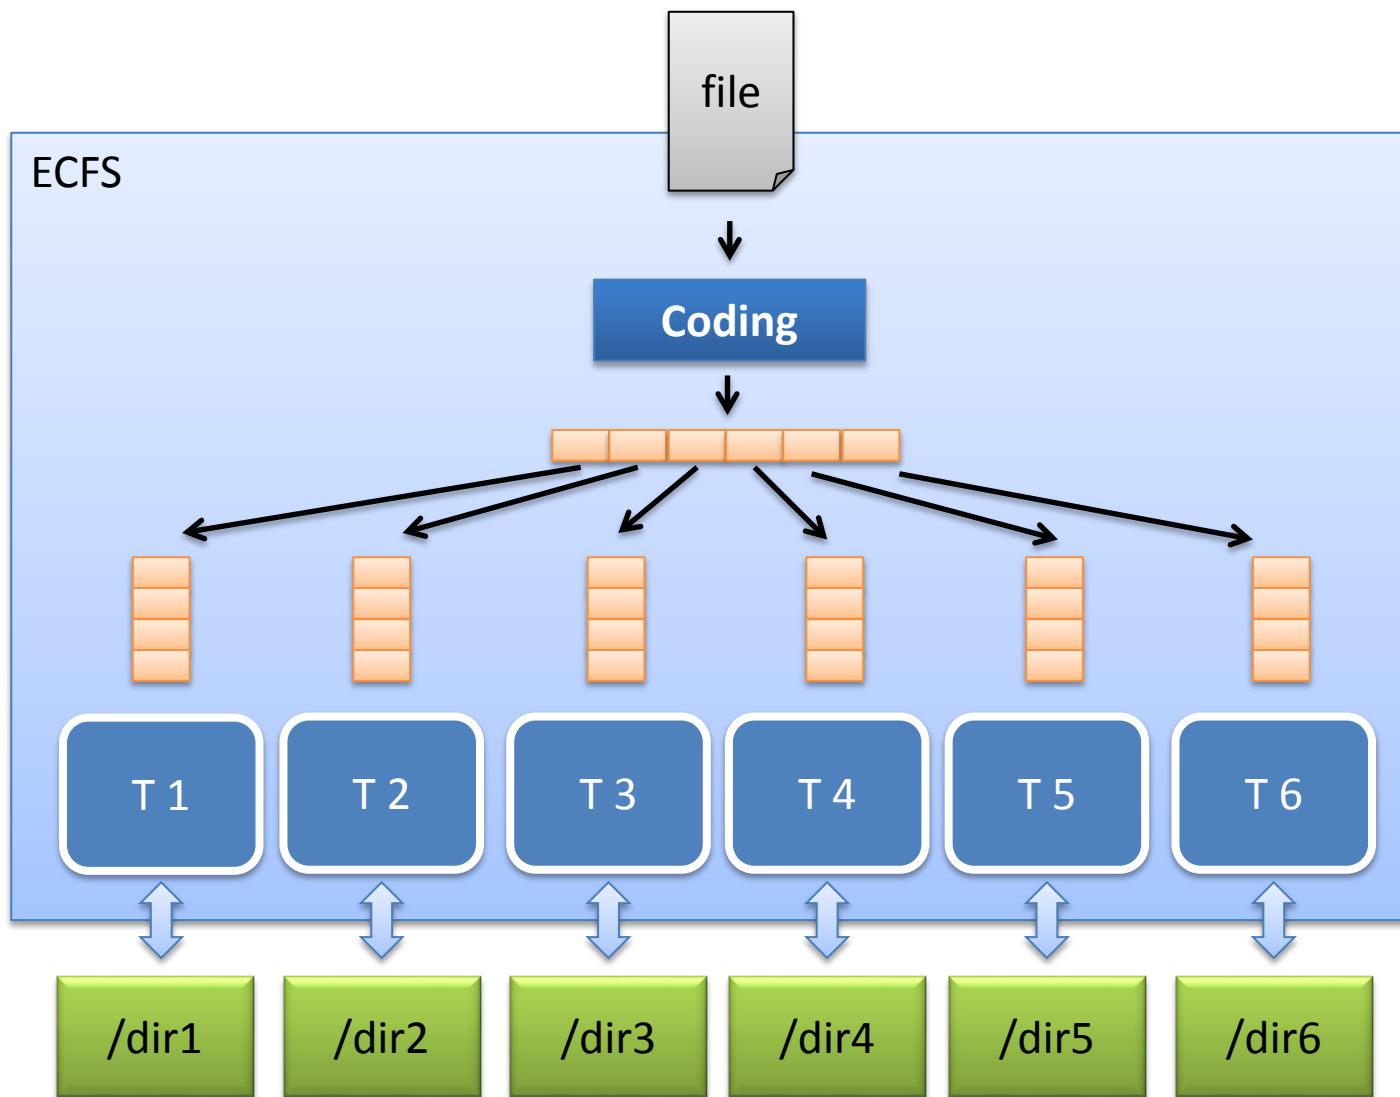 file
ECFS
Coding
T 1 T 2 T 3 T 4 T 5 T 6
/dir1 /dir2 /dir3 /dir4 /dir5 /dir6